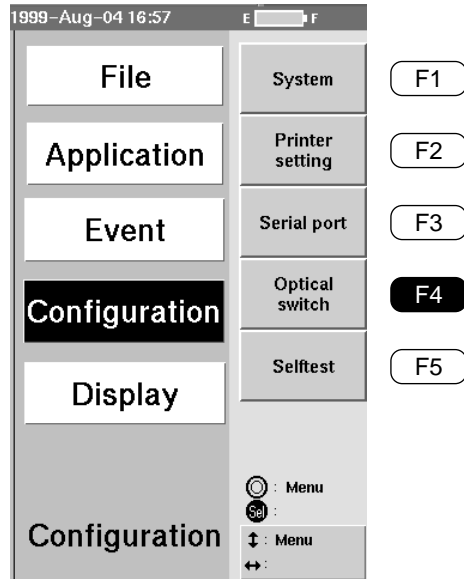 1999-Aug-04 16:57
E F
File
Application
Event
Configuration
Display
Configuration
System
Printer
setting
Serial port
Optical
switch
Selftest
: Menu
Sel :
↕ : Menu
↔ :
F1
F2
F3
F4
F5